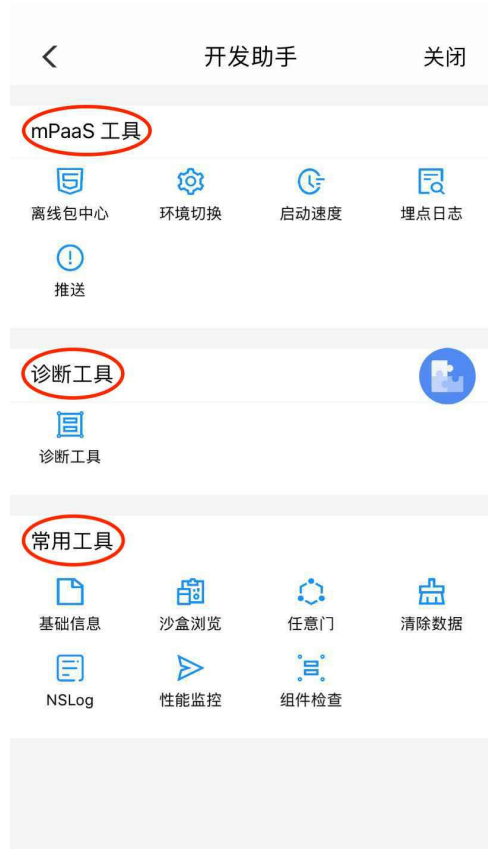 开发助手 关闭
mPaaS 工具
离线包中心 环境切换 启动速度 埋点日志
推送
诊断工具
诊断工具
常用工具
基础信息 沙盒浏览 任意门 清除数据
NSLog 性能监控 组件检查